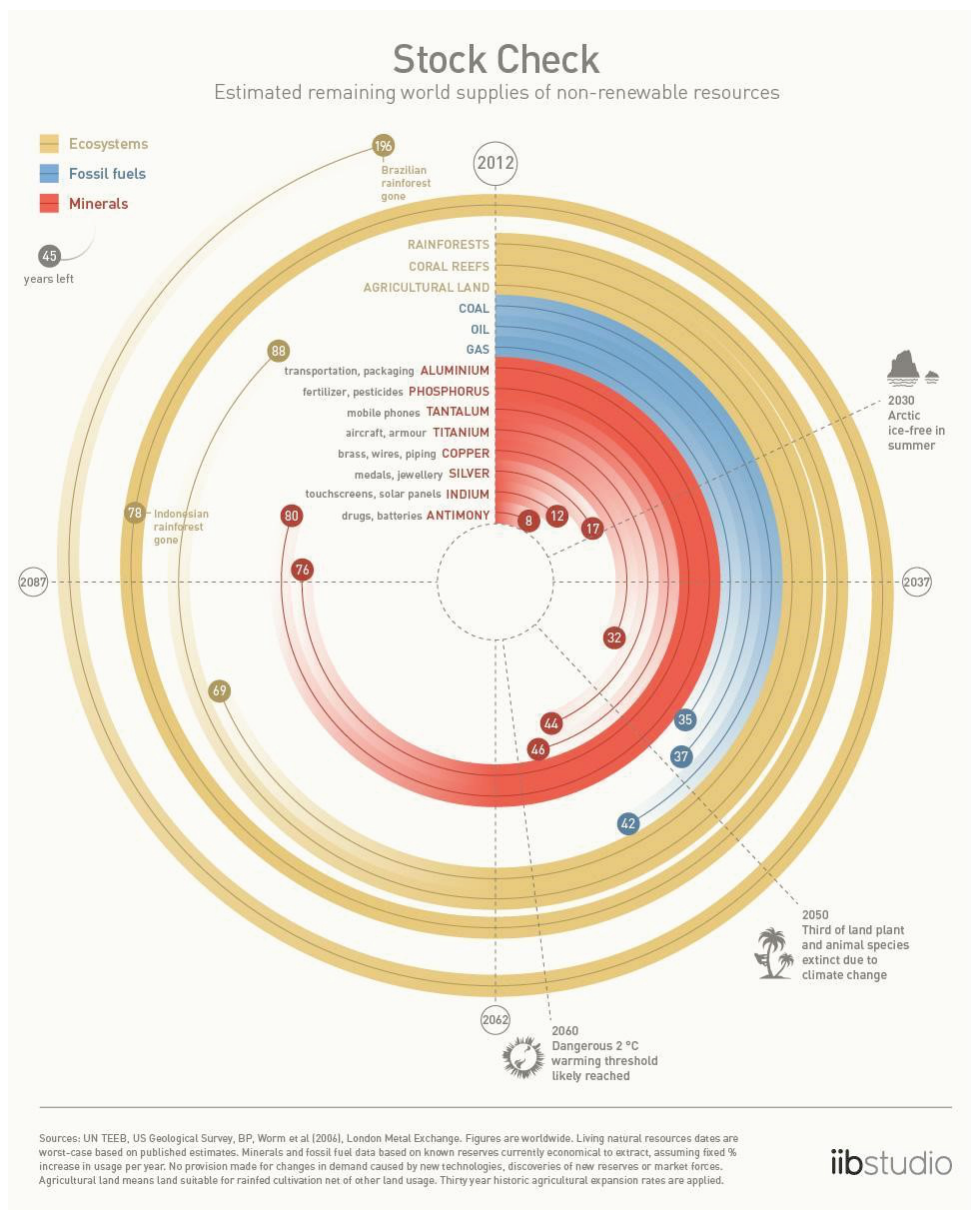 Stock Check
Estimated remaining world supplies of non-renewable resources
Ecosystems
Fossil fuels
Minerals
45
years left
196
Brazilian
rainforest
gone
2012
RAINFORESTS
CORAL REEFS
AGRICULTURAL LAND
COAL
OIL
GAS
transportation, packaging ALUMINIUM
fertilizer, pesticides PHOSPHORUS
mobile phones TANTALUM
aircraft, armour TITANIUM
brass, wires, piping COPPER
medals, jewellery SILVER
touchscreens, solar panels INDIUM
drugs, batteries ANTIMONY
88
78
Indonesian
rainforest
gone
80
76
69
8
12
17
32
44
46
35
37
42
2030
Arctic
ice-free in
summer
2087
2037
2050
Third of land plant
and animal species
extinct due to
climate change
2062
2060
Dangerous 2 °C
warming threshold
likely reached
Sources: UN TEEB, US Geological Survey, BP, Worm et al (2006), London Metal Exchange. Figures are worldwide. Living natural resources dates are
worst-case based on published estimates. Minerals and fossil fuel data based on known reserves currently economical to extract, assuming fixed %
increase in usage per year. No provision made for changes in demand caused by new technologies, discoveries of new reserves or market forces.
Agricultural land means land suitable for rainfed cultivation net of other land usage. Thirty year historic agricultural expansion rates are applied.
iibstudio